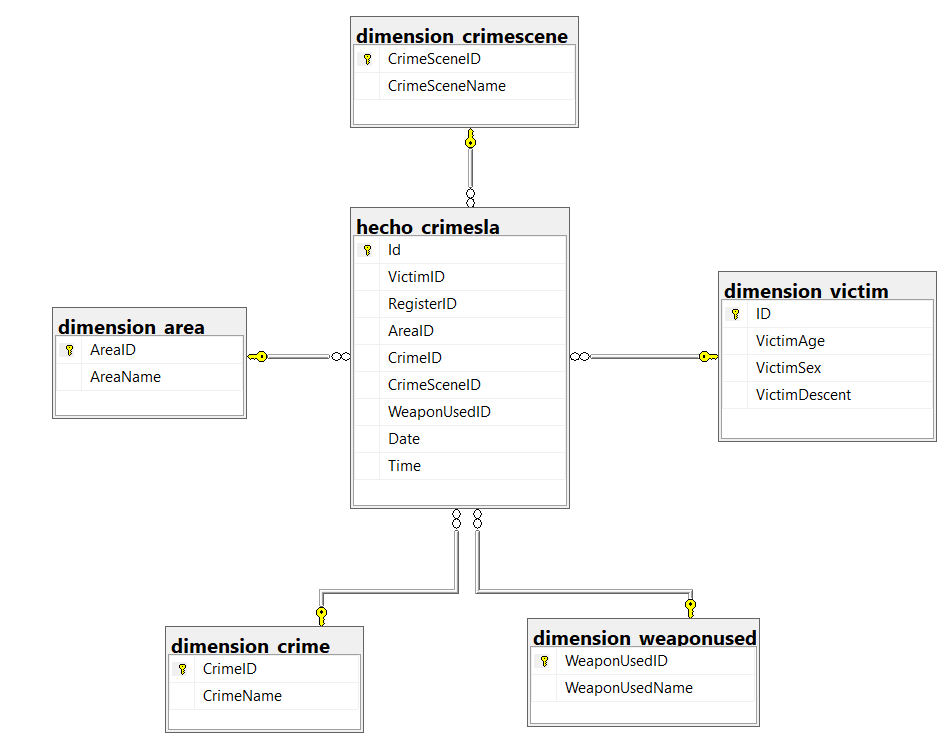 dimension_crimescene
CrimeSceneID
CrimeSceneName
hecho_crimesla
Id
VictimID
RegisterID
AreaID
CrimeID
CrimeSceneID
WeaponUsedID
Date
Time
dimension_area
AreaID
AreaName
dimension_victim
ID
VictimAge
VictimSex
VictimDescent
dimension_crime
CrimeID
CrimeName
dimension_weaponused
WeaponUsedID
WeaponUsedName